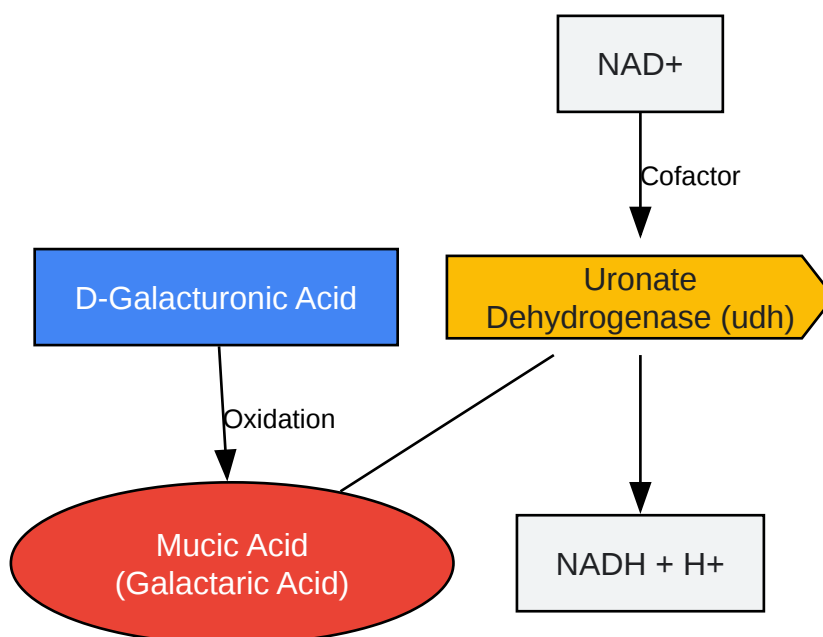 NAD+
Cofactor
D-Galacturonic Acid
Uronate
Dehydrogenase (udh)
Oxidation
Mucic Acid
(Galactaric Acid)
NADH + H+